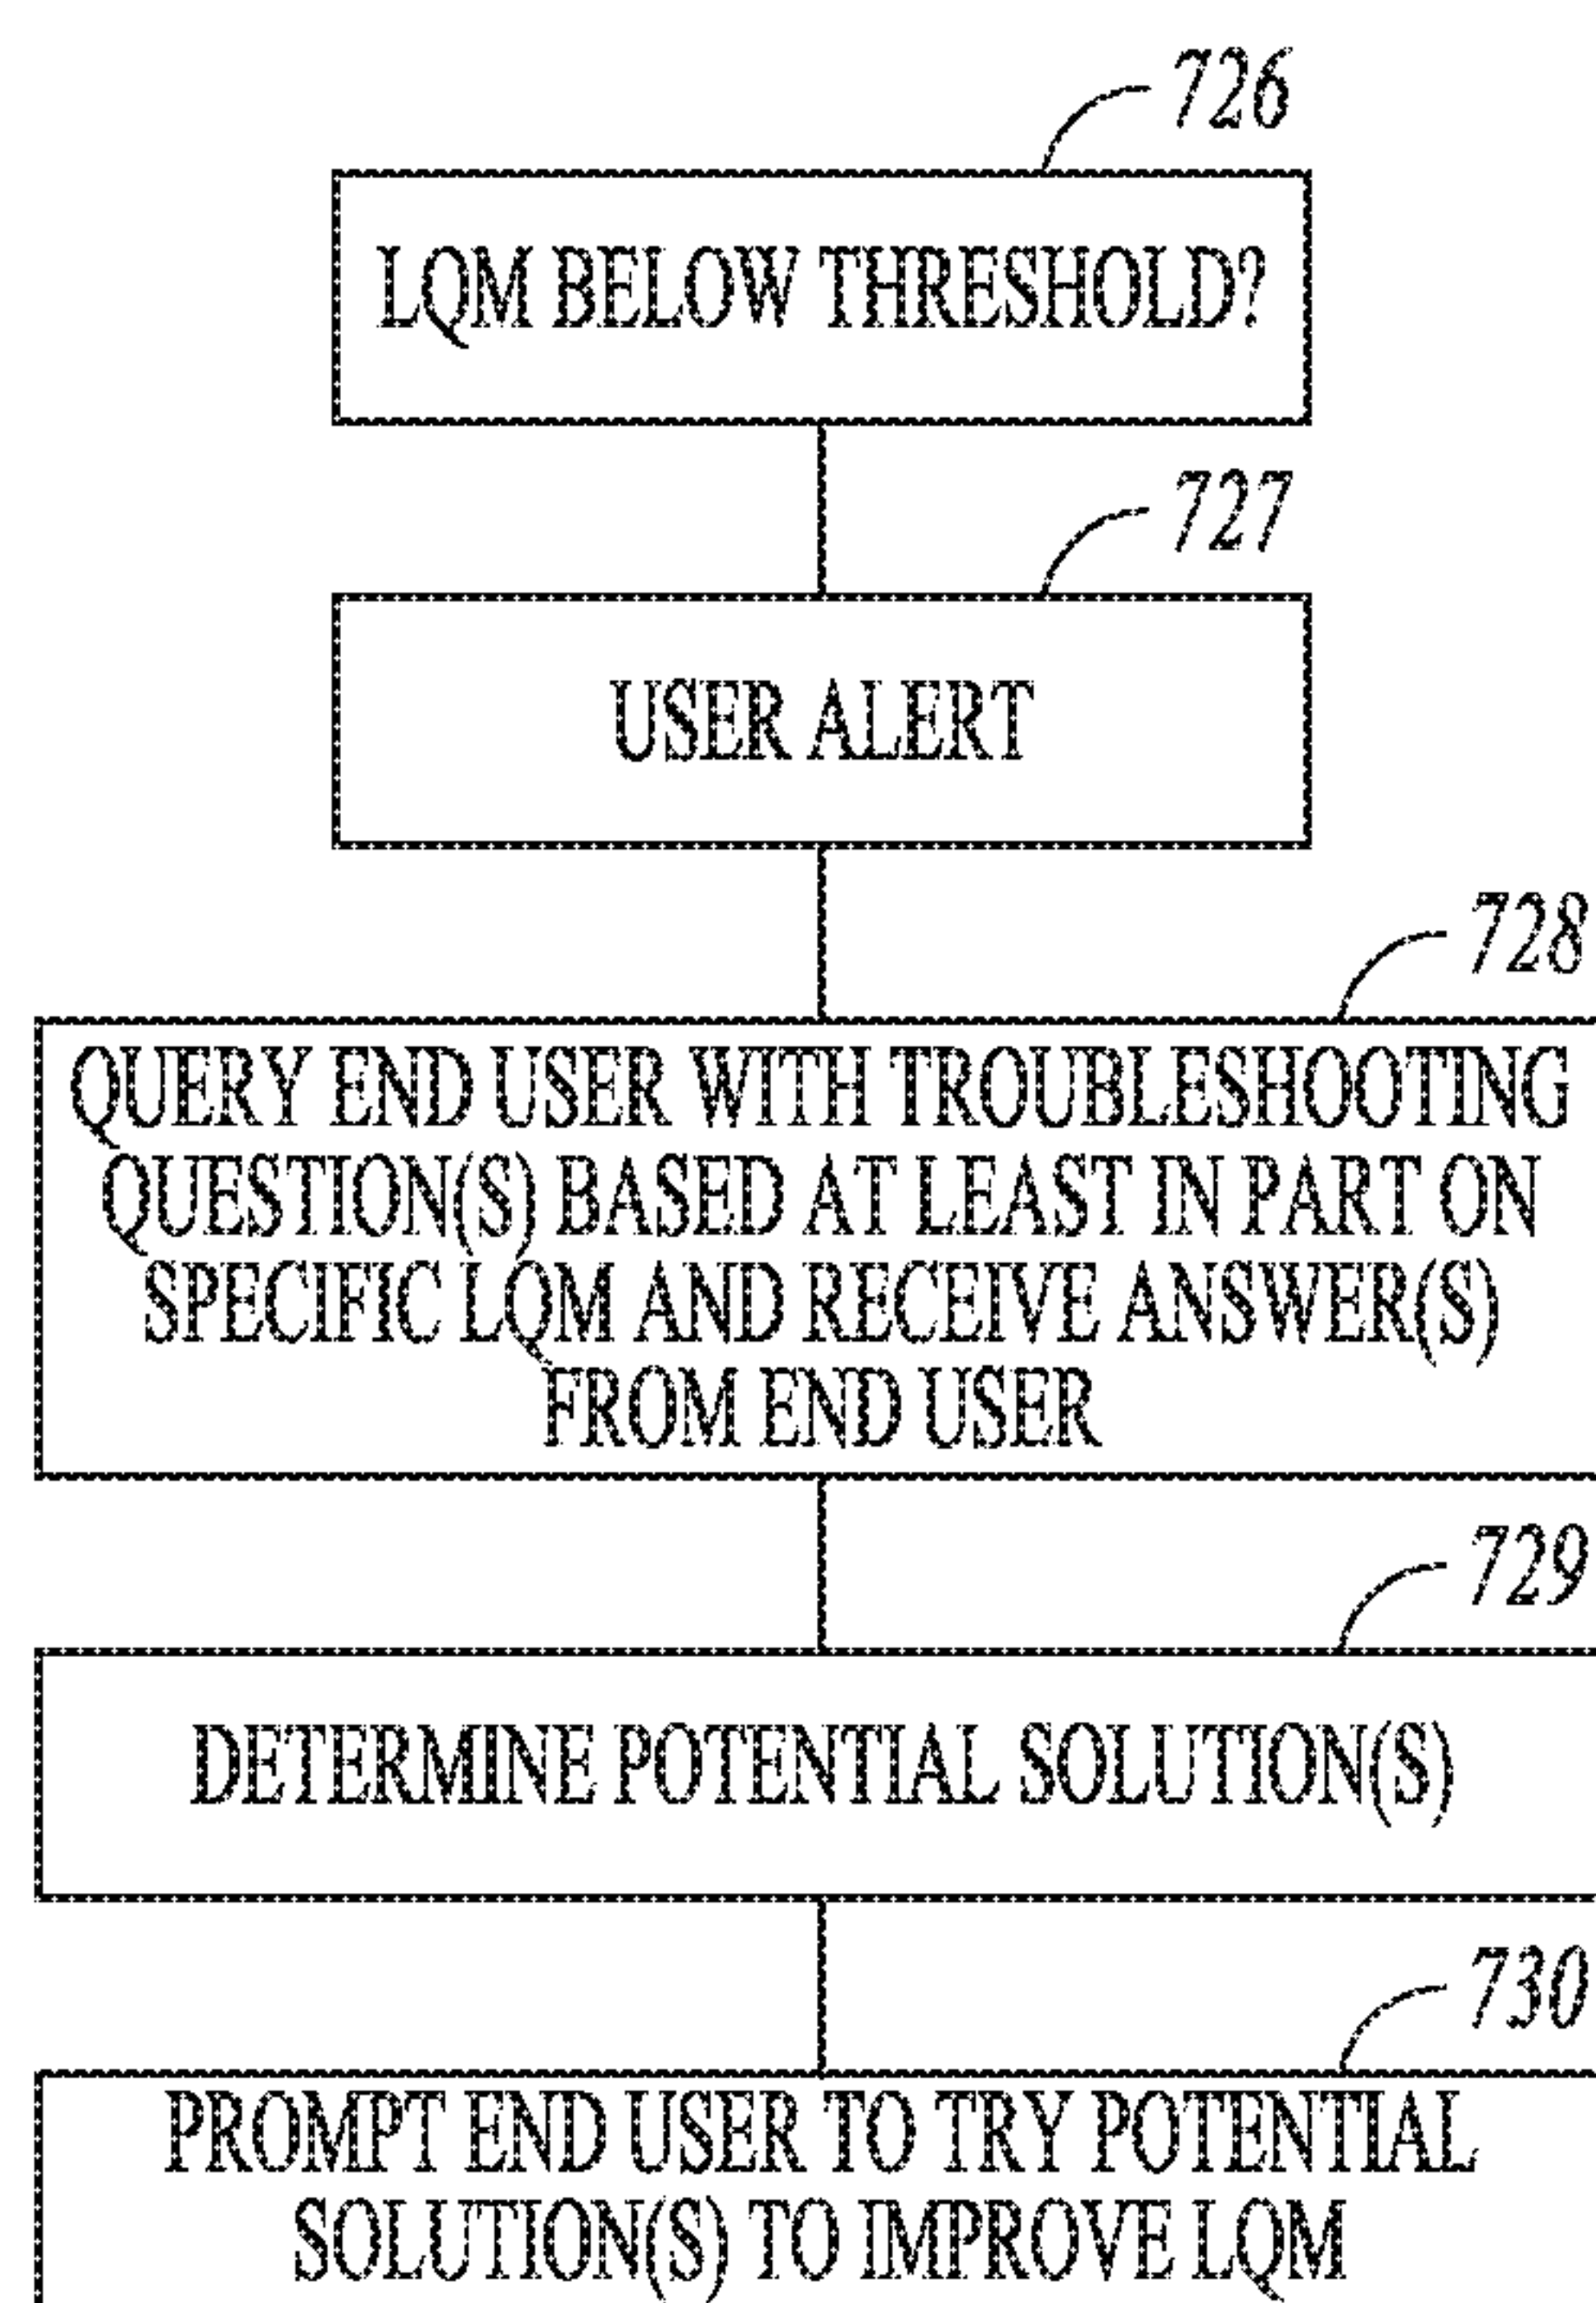 726
LQM BELOW THRESHOLD?
727
USER ALERT
728
QUERY END USER WITH TROUBLESHOOTING
QUESTION(S) BASED AT LEAST IN PART ON
SPECIFIC LQM AND RECEIVE ANSWER(S)
FROM END USER
729
DETERMINE POTENTIAL SOLUTION(S)
730
PROMPT END USER TO TRY POTENTIAL
SOLUTION(S) TO IMPROVE LQM